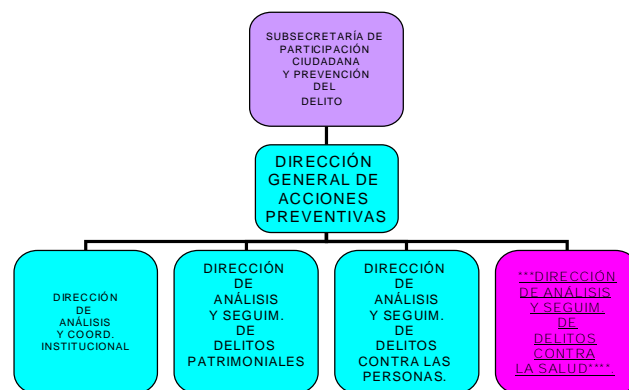 SUBSECRETARÍA DE
PARTICIPACIÓN
CIUDADANA
Y PREVENCIÓN
DEL
DELITO
DIRECCIÓN
GENERAL DE
ACCIONES
PREVENTIVAS
DIRECCIÓN
DE
ANÁLISIS
Y COORD.
INSTITUCIONAL
DIRECCIÓN
DE
ANÁLISIS
Y SEGUIM.
DE
DELITOS
PATRIMONIALES
DIRECCIÓN
DE
ANÁLISIS
Y SEGUIM.
DE
DELITOS
CONTRA LAS
PERSONAS.
***DIRECCIÓN
DE ANÁLISIS
Y SEGUIM.
DE
DELITOS
CONTRA
LA SALUD****.